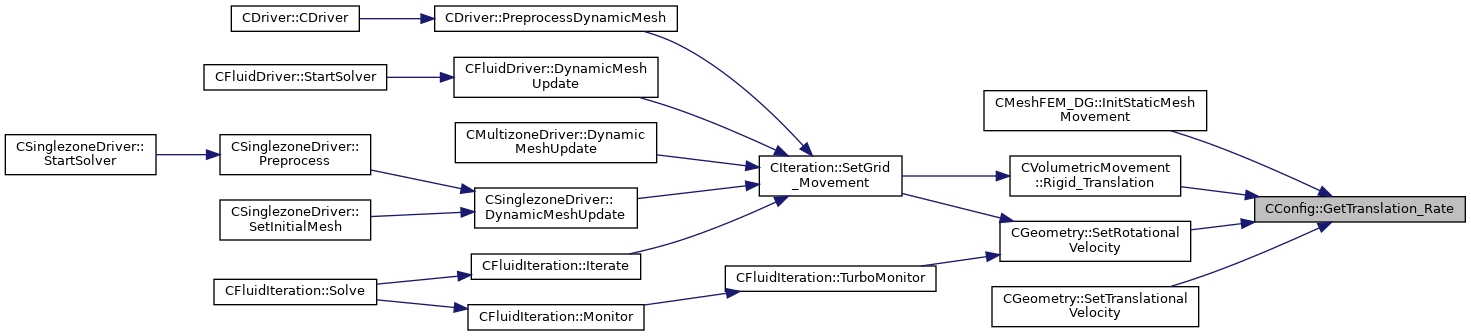 CDriver::CDriver
CDriver::PreprocessDynamicMesh
CFluidDriver::StartSolver
CFluidDriver::DynamicMesh
Update
CMultizoneDriver::Dynamic
MeshUpdate
CSinglezoneDriver::
StartSolver
CSinglezoneDriver::
Preprocess
CSinglezoneDriver::
SetInitialMesh
CSinglezoneDriver::
DynamicMeshUpdate
CFluidIteration::Solve
CFluidIteration::Iterate
CFluidIteration::Monitor
CFluidIteration::TurboMonitor
CIteration::SetGrid
_Movement
CMeshFEM_DG::InitStaticMesh
Movement
CVolumetricMovement
::Rigid_Translation
CGeometry::SetRotational
Velocity
CGeometry::SetTranslational
Velocity
CConfig::GetTranslation_Rate